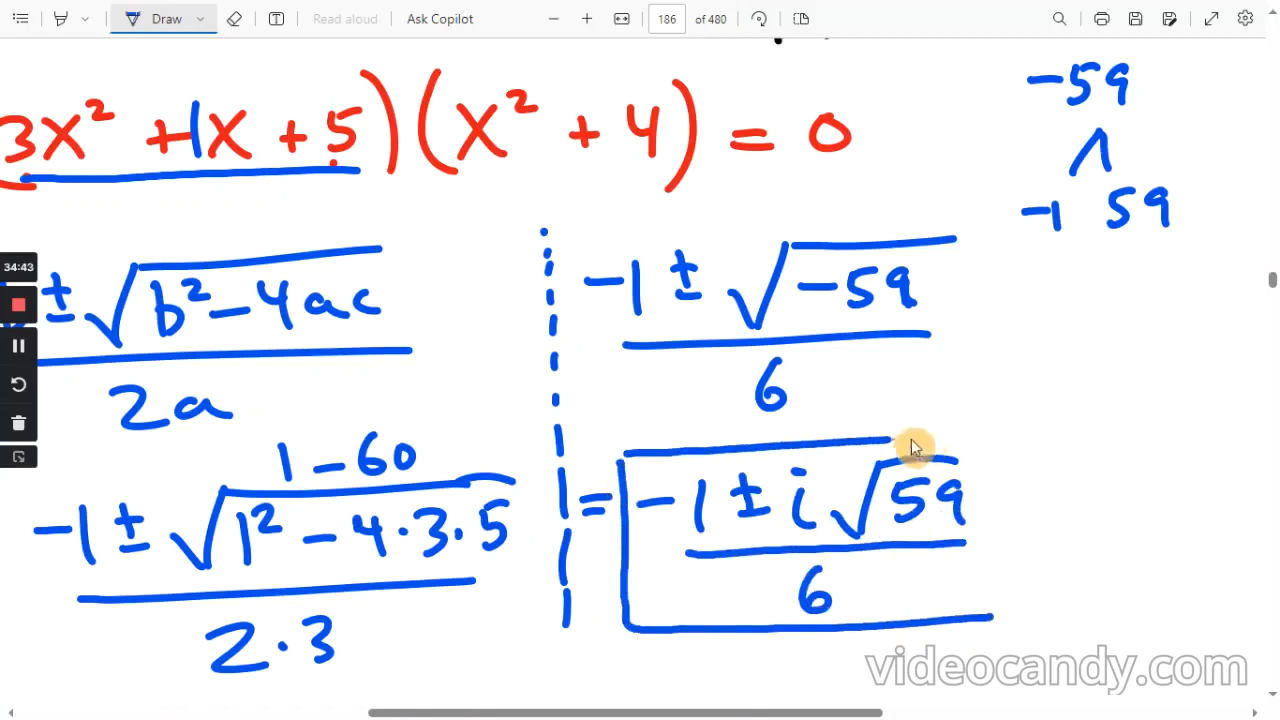 Draw
Read aloud
Ask Copilot
186 of 480
-59
-1 59
(3x² + 1x + 5)(x² + 4) = 0
34:43
± √(b² - 4ac)
2a
1 - 60
-1 ± √(1² - 4·3·5)
2·3
-1 ± √(-59)
6
= -1 ± i√59
6
videocandy.com